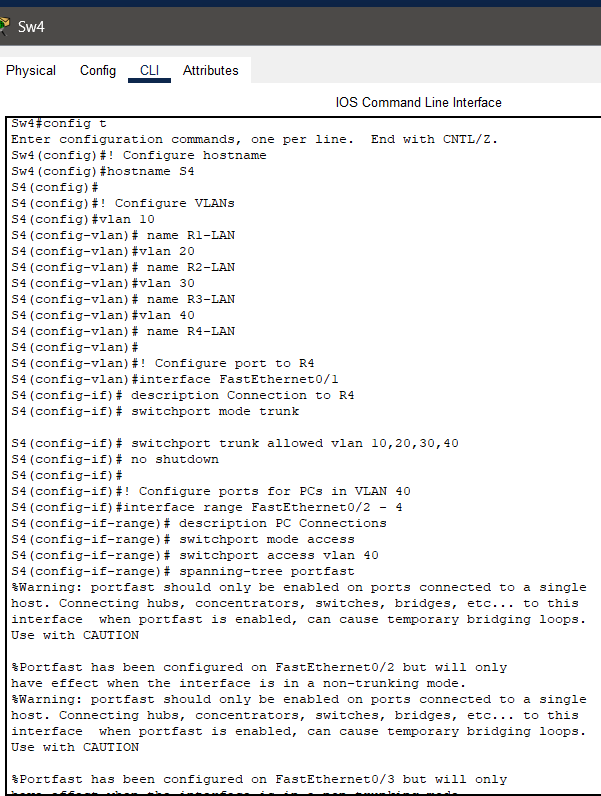 Sw4
Physical Config CLI Attributes
IOS Command Line Interface
Sw4#config t
Enter configuration commands, one per line.  End with CNTL/Z.
Sw4(config)#! Configure hostname
Sw4(config)#hostname S4
S4(config)#
S4(config)#! Configure VLANs
S4(config)#vlan 10
S4(config-vlan)# name R1-LAN
S4(config-vlan)#vlan 20
S4(config-vlan)# name R2-LAN
S4(config-vlan)#vlan 30
S4(config-vlan)# name R3-LAN
S4(config-vlan)#vlan 40
S4(config-vlan)# name R4-LAN
S4(config-vlan)#
S4(config-vlan)#! Configure port to R4
S4(config-vlan)#interface FastEthernet0/1
S4(config-if)# description Connection to R4
S4(config-if)# switchport mode trunk
S4(config-if)# switchport trunk allowed vlan 10,20,30,40
S4(config-if)# no shutdown
S4(config-if)#
S4(config-if)#! Configure ports for PCs in VLAN 40
S4(config-if)#interface range FastEthernet0/2 - 4
S4(config-if-range)# description PC Connections
S4(config-if-range)# switchport mode access
S4(config-if-range)# switchport access vlan 40
S4(config-if-range)# spanning-tree portfast
%Warning: portfast should only be enabled on ports connected to a single
host. Connecting hubs, concentrators, switches, bridges, etc... to this
interface  when portfast is enabled, can cause temporary bridging loops.
Use with CAUTION
%Portfast has been configured on FastEthernet0/2 but will only
have effect when the interface is in a non-trunking mode.
%Warning: portfast should only be enabled on ports connected to a single
host. Connecting hubs, concentrators, switches, bridges, etc... to this
interface  when portfast is enabled, can cause temporary bridging loops.
Use with CAUTION
%Portfast has been configured on FastEthernet0/3 but will only